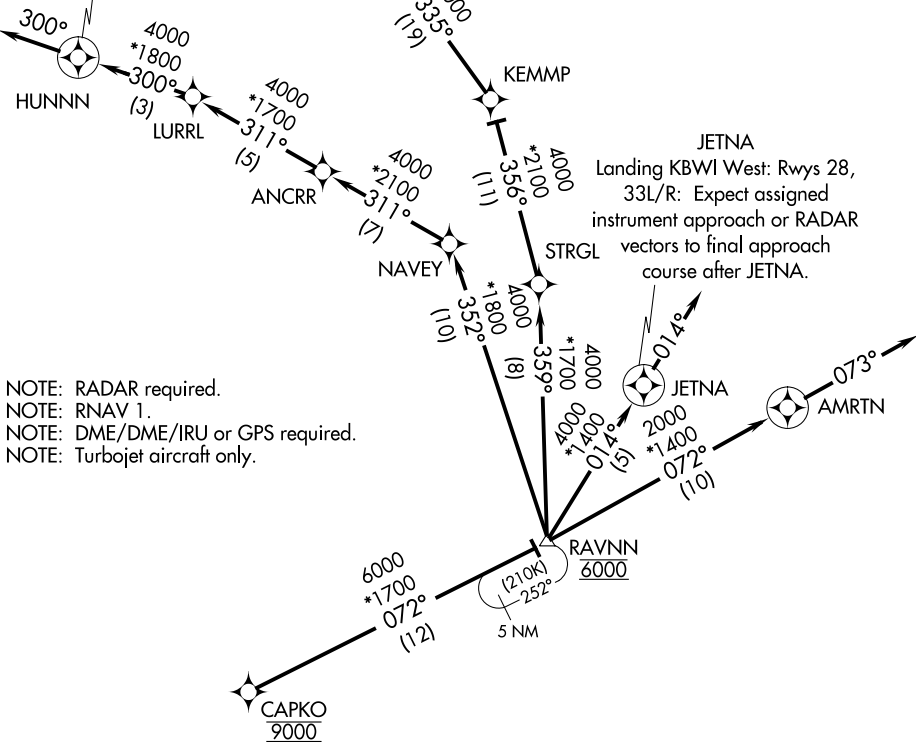 300°
HUNNN
4000
*1800
300°
(3)
LURRL
4000
*1700
311°
(5)
ANCRR
4000
*2100
311°
(7)
NAVEY
4000
*1800
352°
(10)
335°
(19)
KEMMP
4000
*2100
356°
(11)
STRGL
4000
*1700
359°
(8)
JETNA
Landing KBWI West: Rwys 28,
33L/R: Expect assigned
instrument approach or RADAR
vectors to final approach
course after JETNA.
014°
JETNA
4000
*1400
014°
(5)
2000
*1400
072°
(10)
073°
AMRTN
NOTE: RADAR required.
NOTE: RNAV 1.
NOTE: DME/DME/IRU or GPS required.
NOTE: Turbojet aircraft only.
RAVNN
6000
(210K)
252°
5 NM
6000
*1700
072°
(12)
CAPKO
9000